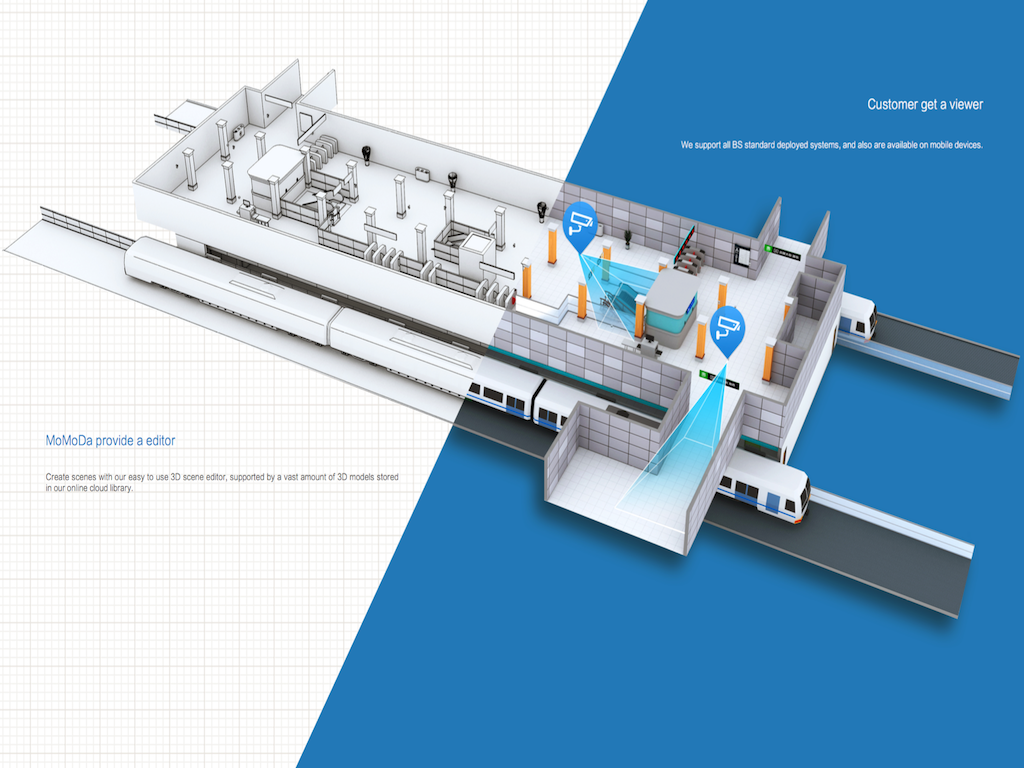 Customer get a viewer
We support all BS standard deployed systems, and also are available on mobile devices.
MoMoDa provide a editor
Create scenes with our easy to use 3D scene editor, supported by a vast amount of 3D models stored
in our online cloud library.